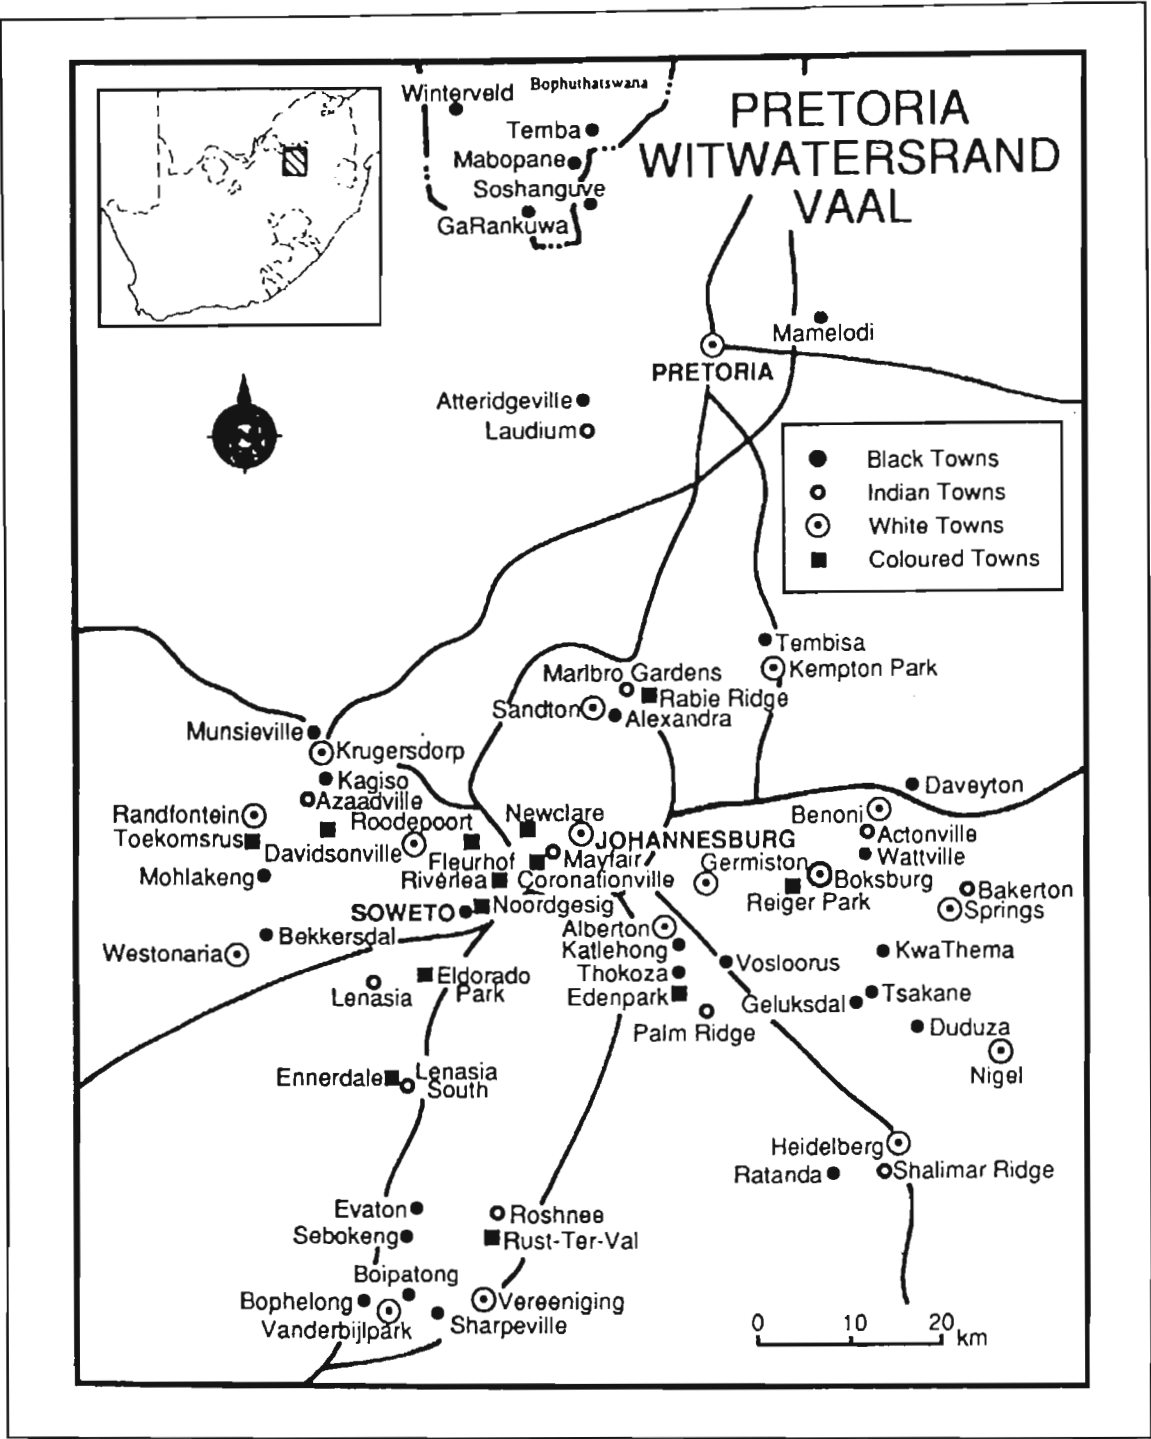 Winterveld
Bophuthatswana
PRETORIA
WITWATERSRAND
VAAL
Temba
Mabopane
Soshanguve
GaRankuwa
Mamelodi
PRETORIA
Atteridgeville
Laudium
N
Black Towns
Indian Towns
White Towns
Coloured Towns
Tembisa
Kempton Park
Marlbro Gardens
Rabie Ridge
Sandton
Alexandra
Munsieville
Krugersdorp
Kagiso
Azaadville
Daveyton
Randfontein
Roodepoort
Newclare
Benoni
Toekomsrus
JOHANNESBURG
Actonville
Davidsonville
Fleurhof
Mayfair
Germiston
Wattville
Mohlakeng
Riverlea
Coronationville
Boksburg
Bakerton
Reiger Park
SOWETO
Noordgesig
Springs
Bekkersdal
Alberton
Westonaria
Katlehong
KwaThema
Vosloorus
Eldorado
Park
Thokoza
Lenasia
Edenpark
Geluksdal
Tsakane
Palm Ridge
Duduza
Nigel
Ennerdale
Lenasia
South
Heidelberg
Ratanda
Shalimar Ridge
Evaton
Roshnee
Sebokeng
Rust-Ter-Val
Boipatong
Bophelong
Vereeniging
Vanderbijlpark
Sharpeville
0 10 20
km